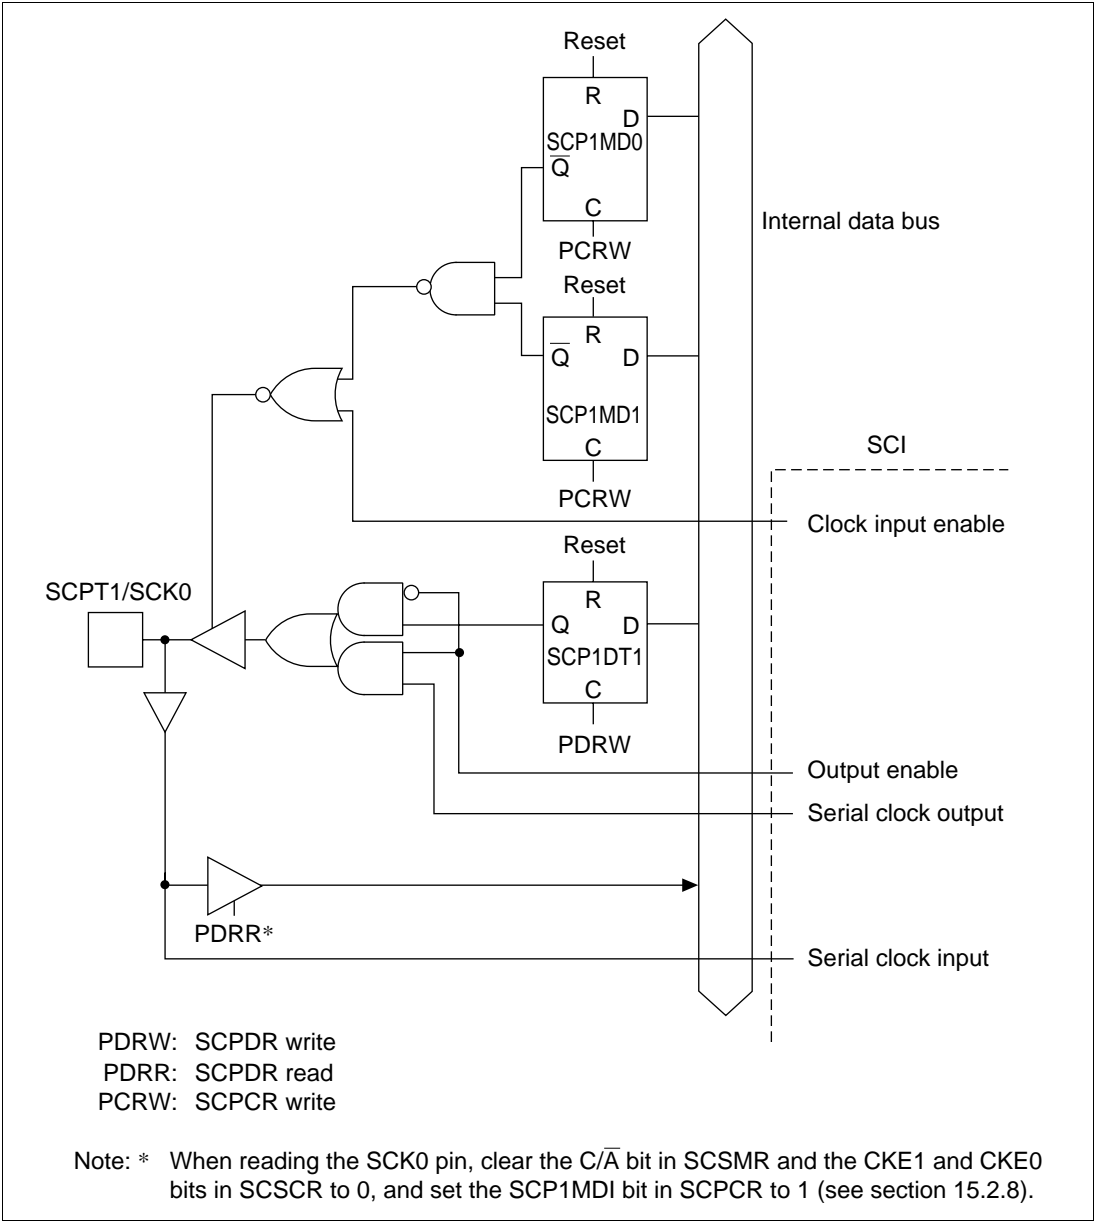 Reset
R
D
SCP1MD0
Q̅
C
PCRW
Internal data bus
Reset
R
Q̅
D
SCP1MD1
C
PCRW
SCI
Clock input enable
Reset
SCPT1/SCK0
R
Q
D
SCP1DT1
C
PDRW
Output enable
Serial clock output
PDRR*
Serial clock input
PDRW: SCPDR write
PDRR: SCPDR read
PCRW: SCPCR write
Note: * When reading the SCK0 pin, clear the C/A̅ bit in SCSMR and the CKE1 and CKE0
bits in SCSCR to 0, and set the SCP1MDI bit in SCPCR to 1 (see section 15.2.8).